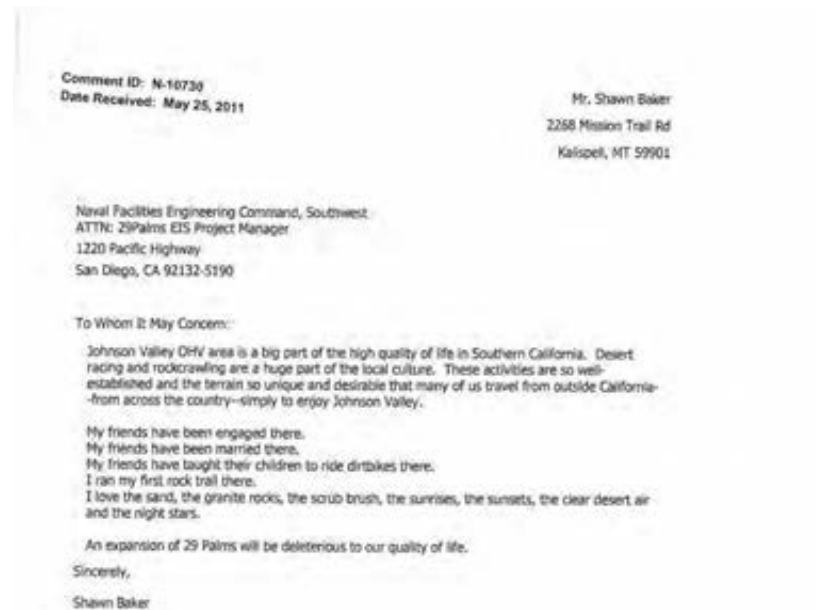 Comment ID: N-10730
Date Received: May 25, 2011
Mr. Shawn Baker
2268 Mission Trail Rd
Kalispell, MT 59901
Naval Facilities Engineering Command, Southwest
ATTN: 29Palms EIS Project Manager
1220 Pacific Highway
San Diego, CA 92132-5190
To Whom It May Concern:
Johnson Valley OHV area is a big part of the high quality of life in Southern California. Desert
racing and rockcrawling are a huge part of the local culture. These activities are so well-
established and the terrain so unique and desirable that many of us travel from outside California-
-from across the country--simply to enjoy Johnson Valley.
My friends have been engaged there.
My friends have been married there.
My friends have taught their children to ride dirtbikes there.
I ran my first rock trail there.
I love the sand, the granite rocks, the scrub brush, the sunrises, the sunsets, the clear desert air
and the night stars.
An expansion of 29 Palms will be deleterious to our quality of life.
Sincerely,
Shawn Baker